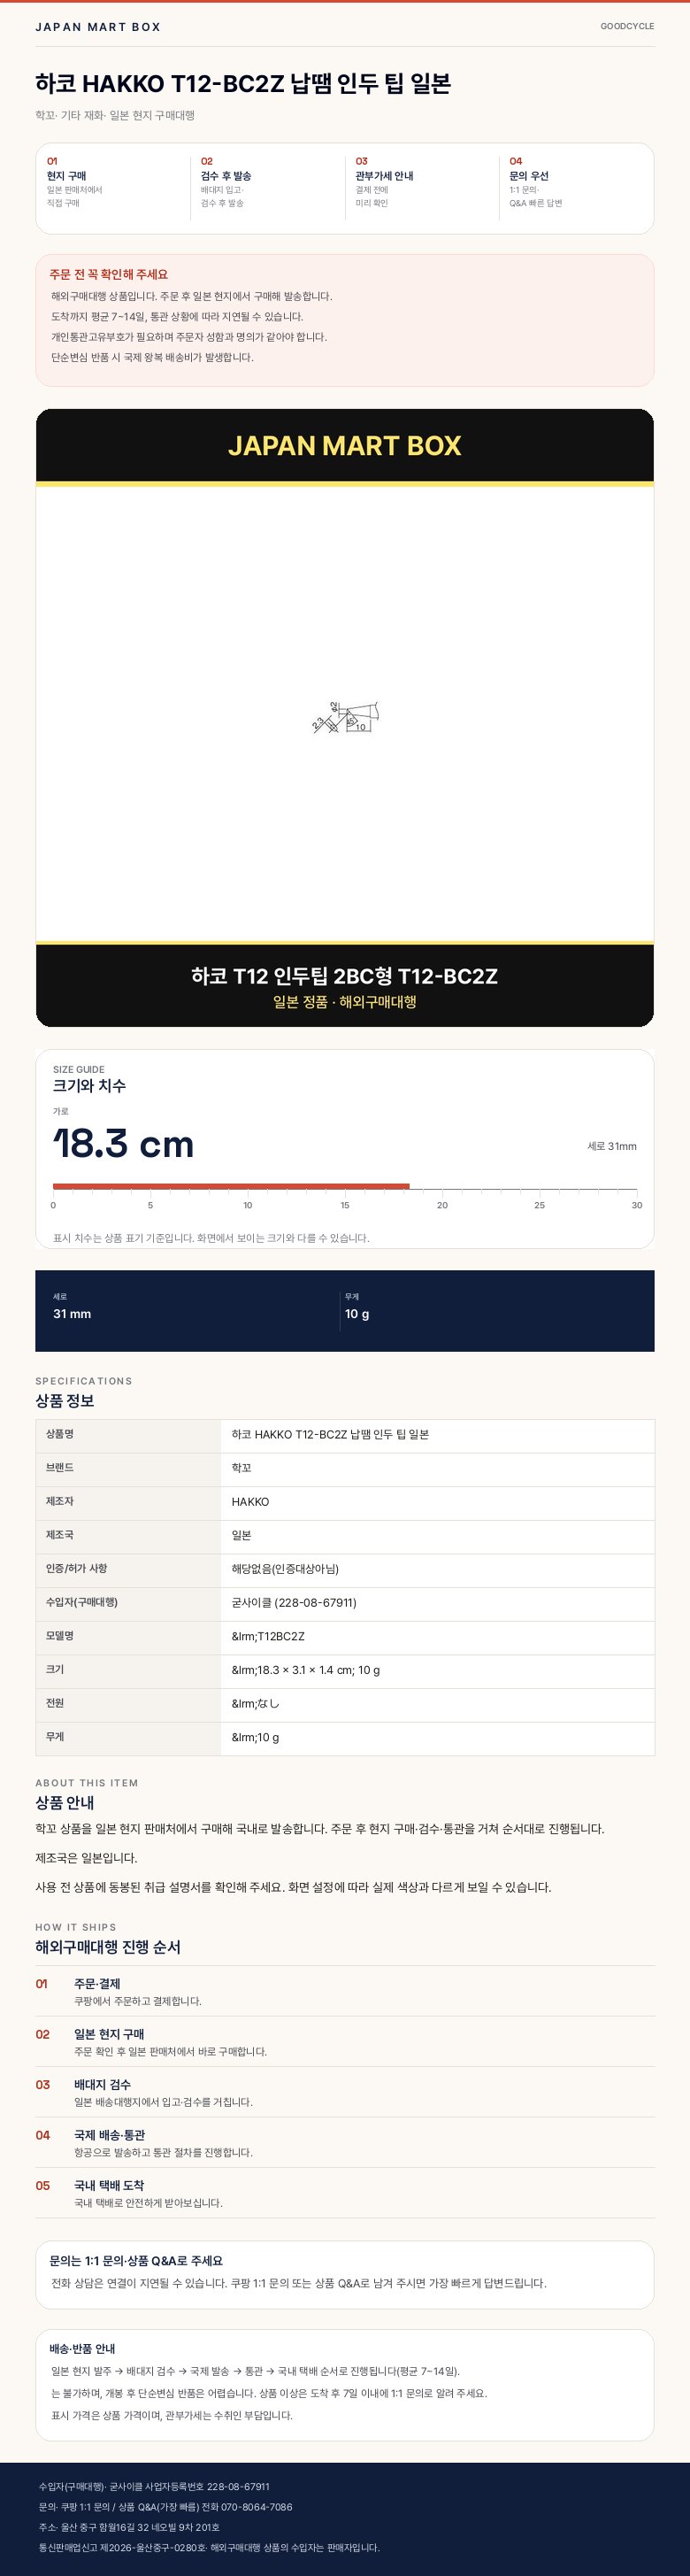 JAPAN MART BOX
GOODCYCLE
하코 HAKKO T12-BC2Z 납땜 인두 팁 일본
학꼬· 기타 재화· 일본 현지 구매대행
01
현지 구매
일본 판매처에서
직접 구매
02
검수 후 발송
배대지 입고·
검수 후 발송
03
관부가세 안내
결제 전에
미리 확인
04
문의 우선
1:1 문의·
Q&A 빠른 답변
주문 전 꼭 확인해 주세요
해외구매대행 상품입니다. 주문 후 일본 현지에서 구매해 발송합니다.
도착까지 평균 7~14일, 통관 상황에 따라 지연될 수 있습니다.
개인통관고유부호가 필요하며 주문자 성함과 명의가 같아야 합니다.
단순변심 반품 시 국제 왕복 배송비가 발생합니다.
JAPAN MART BOX
φ2
2.3
45
10
하코 T12 인두팁 2BC형 T12-BC2Z
일본 정품 · 해외구매대행
SIZE GUIDE
크기와 치수
가로
18.3 cm
세로 31mm
0 5 10 15 20 25 30
표시 치수는 상품 표기 기준입니다. 화면에서 보이는 크기와 다를 수 있습니다.
세로
31 mm
무게
10 g
SPECIFICATIONS
상품 정보
상품명 하코 HAKKO T12-BC2Z 납땜 인두 팁 일본
브랜드 학꼬
제조자 HAKKO
제조국 일본
인증/허가 사항 해당없음(인증대상아님)
수입자(구매대행) 굳사이클 (228-08-67911)
모델명 &lrm;T12BC2Z
크기 &lrm;18.3 × 3.1 × 1.4 cm; 10 g
전원 &lrm;なし
무게 &lrm;10 g
ABOUT THIS ITEM
상품 안내
학꼬 상품을 일본 현지 판매처에서 구매해 국내로 발송합니다. 주문 후 현지 구매·검수·통관을 거쳐 순서대로 진행됩니다.
제조국은 일본입니다.
사용 전 상품에 동봉된 취급 설명서를 확인해 주세요. 화면 설정에 따라 실제 색상과 다르게 보일 수 있습니다.
HOW IT SHIPS
해외구매대행 진행 순서
01 주문·결제
쿠팡에서 주문하고 결제합니다.
02 일본 현지 구매
주문 확인 후 일본 판매처에서 바로 구매합니다.
03 배대지 검수
일본 배송대행지에서 입고·검수를 거칩니다.
04 국제 배송·통관
항공으로 발송하고 통관 절차를 진행합니다.
05 국내 택배 도착
국내 택배로 안전하게 받아보십니다.
문의는 1:1 문의·상품 Q&A로 주세요
전화 상담은 연결이 지연될 수 있습니다. 쿠팡 1:1 문의 또는 상품 Q&A로 남겨 주시면 가장 빠르게 답변드립니다.
배송·반품 안내
일본 현지 발주 → 배대지 검수 → 국제 발송 → 통관 → 국내 택배 순서로 진행됩니다(평균 7~14일).
는 불가하며, 개봉 후 단순변심 반품은 어렵습니다. 상품 이상은 도착 후 7일 이내에 1:1 문의로 알려 주세요.
표시 가격은 상품 가격이며, 관부가세는 수취인 부담입니다.
수입자(구매대행)· 굳사이클 사업자등록번호 228-08-67911
문의· 쿠팡 1:1 문의 / 상품 Q&A(가장 빠름) 전화 070-8064-7086
주소· 울산 중구 함월16길 32 네오빌 9차 201호
통신판매업신고 제2026-울산중구-0280호· 해외구매대행 상품의 수입자는 판매자입니다.